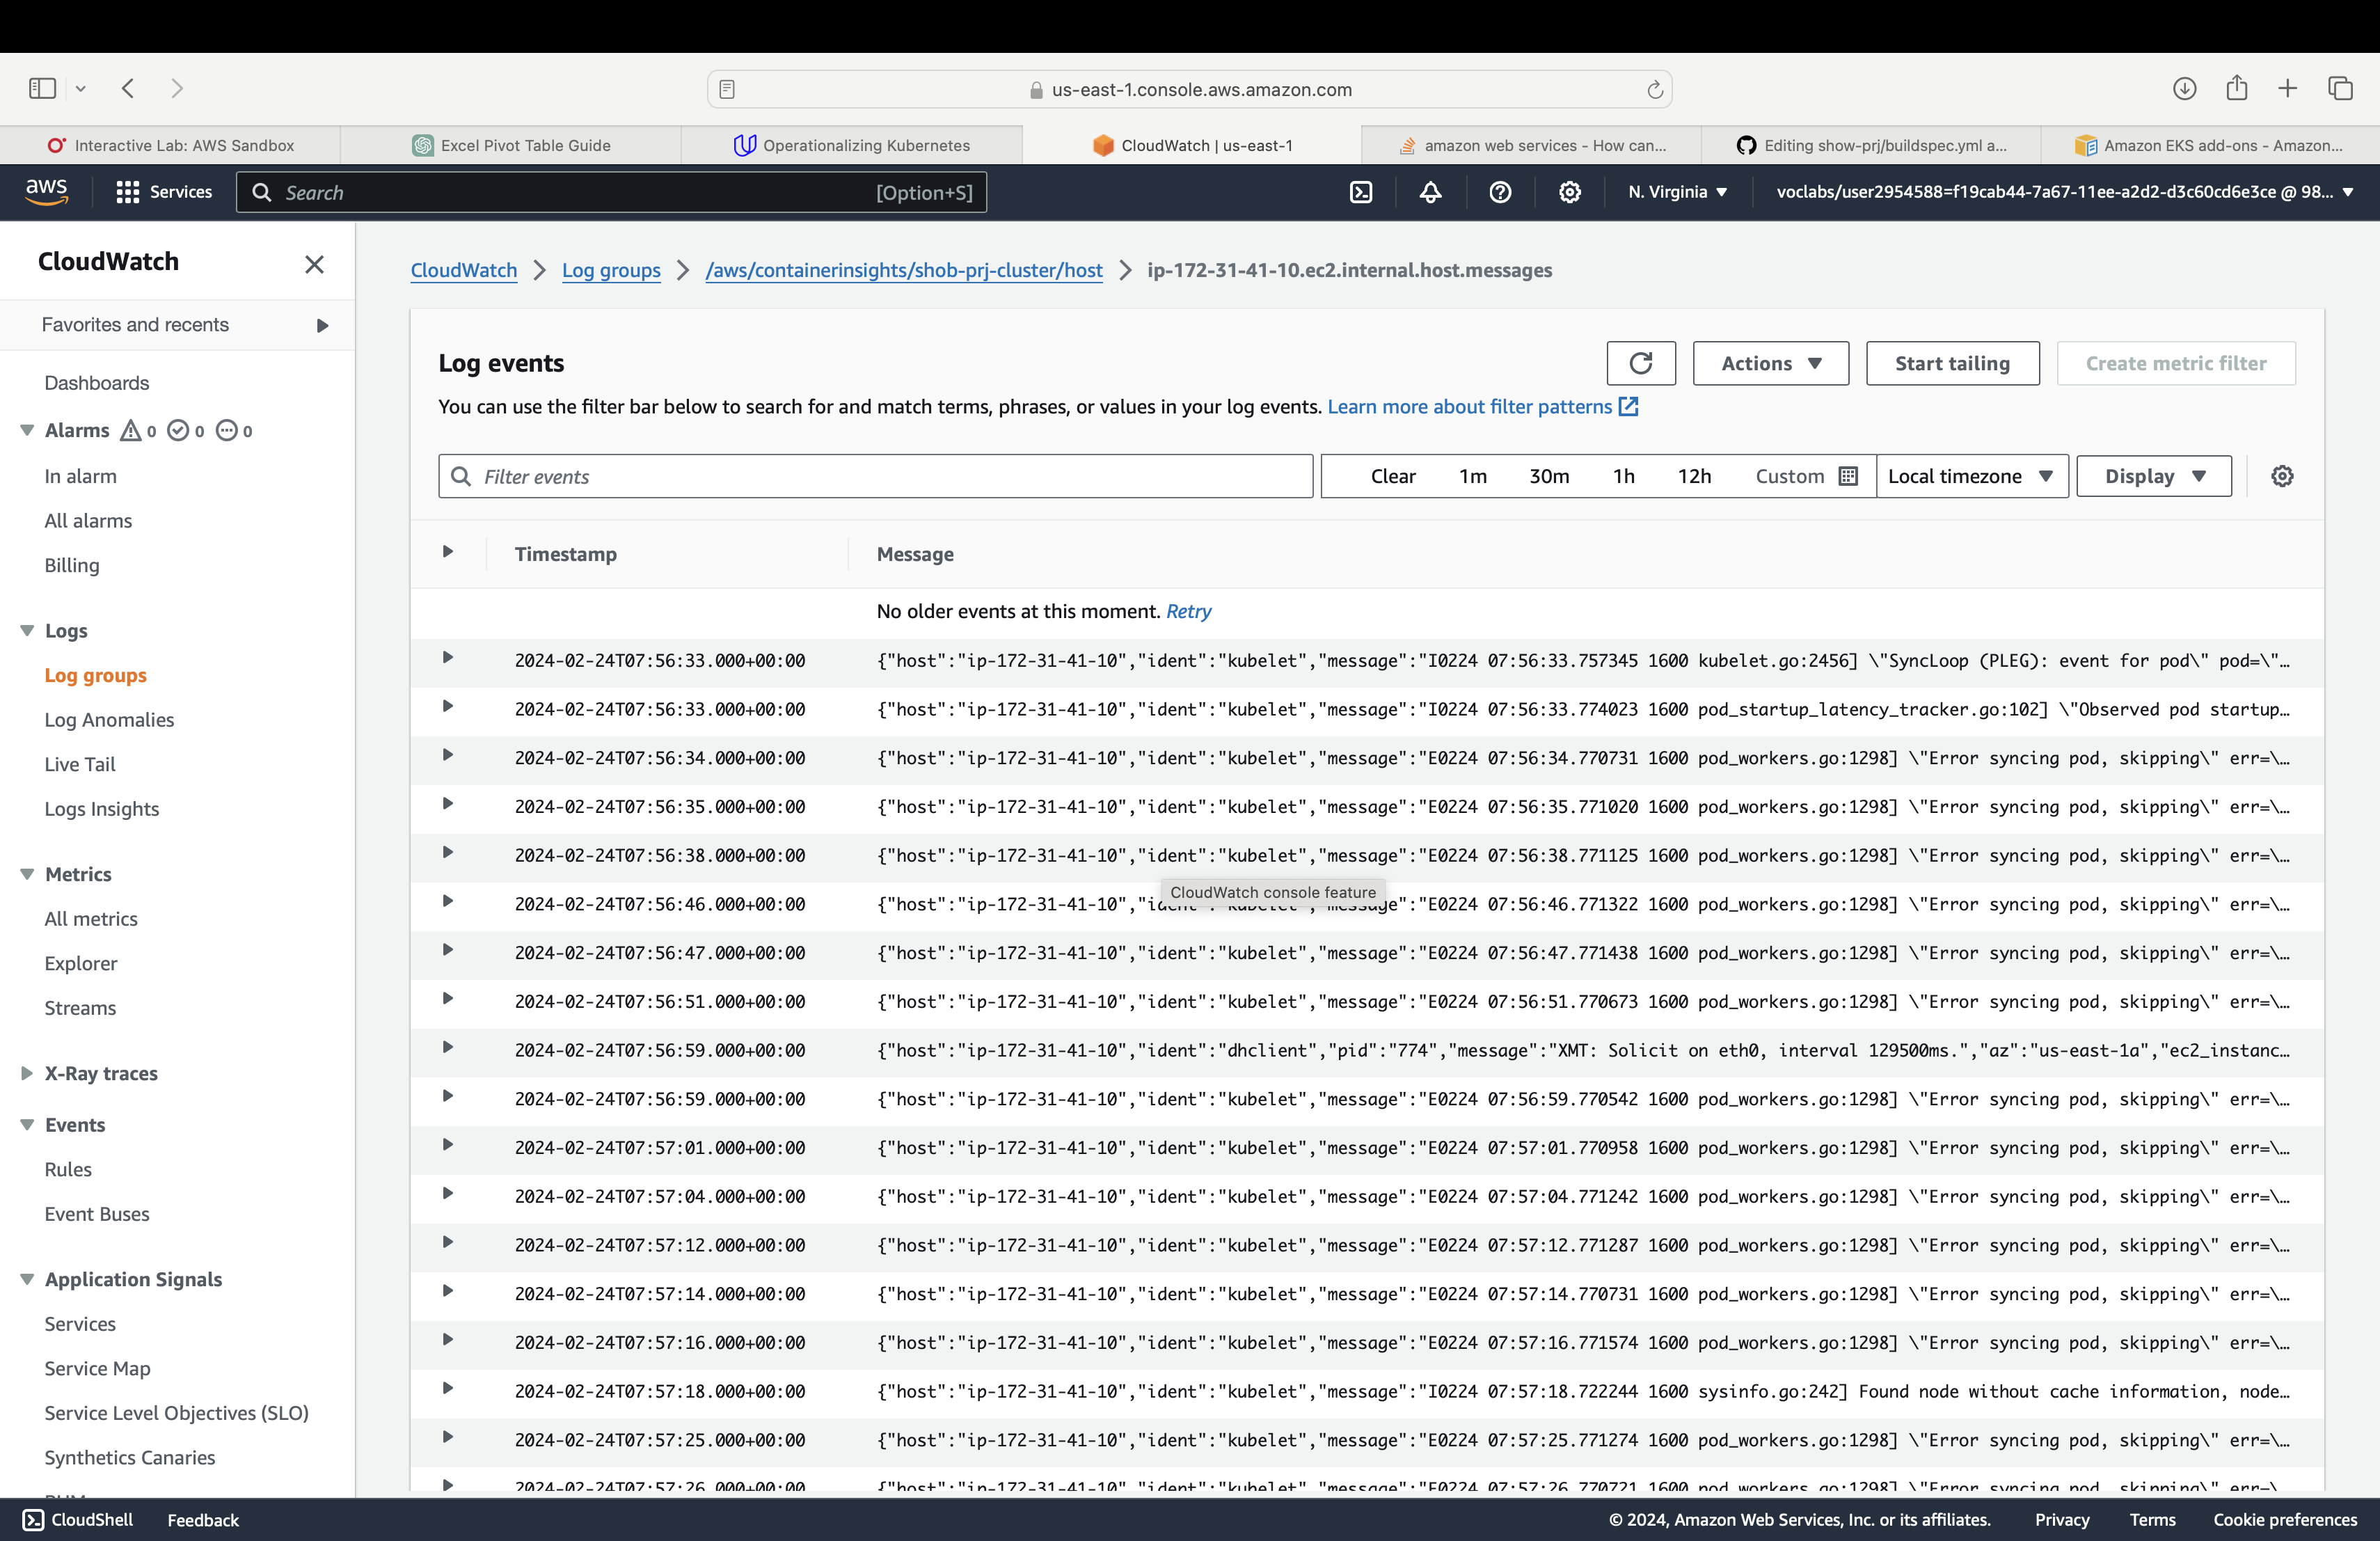 us-east-1.console.aws.amazon.com
Interactive Lab: AWS Sandbox
Excel Pivot Table Guide
Operationalizing Kubernetes
CloudWatch | us-east-1
amazon web services - How can...
Editing show-prj/buildspec.yml a...
Amazon EKS add-ons - Amazon...
aws
Services
Search
[Option+S]
N. Virginia
voclabs/user2954588=f19cab44-7a67-11ee-a2d2-d3c60cd6e3ce @ 98...
CloudWatch
Favorites and recents
Dashboards
Alarms 0 0 0
In alarm
All alarms
Billing
Logs
Log groups
Log Anomalies
Live Tail
Logs Insights
Metrics
All metrics
Explorer
Streams
X-Ray traces
Events
Rules
Event Buses
Application Signals
Services
Service Map
Service Level Objectives (SLO)
Synthetics Canaries
CloudWatch > Log groups > /aws/containerinsights/shob-prj-cluster/host > ip-172-31-41-10.ec2.internal.host.messages
Log events
Actions
Start tailing
Create metric filter
You can use the filter bar below to search for and match terms, phrases, or values in your log events. Learn more about filter patterns
Filter events
Clear 1m 30m 1h 12h Custom
Local timezone
Display
Timestamp Message
No older events at this moment. Retry
2024-02-24T07:56:33.000+00:00 {"host":"ip-172-31-41-10","ident":"kubelet","message":"I0224 07:56:33.757345 1600 kubelet.go:2456] \"SyncLoop (PLEG): event for pod\" pod=\"…
2024-02-24T07:56:33.000+00:00 {"host":"ip-172-31-41-10","ident":"kubelet","message":"I0224 07:56:33.774023 1600 pod_startup_latency_tracker.go:102] \"Observed pod startup…
2024-02-24T07:56:34.000+00:00 {"host":"ip-172-31-41-10","ident":"kubelet","message":"E0224 07:56:34.770731 1600 pod_workers.go:1298] \"Error syncing pod, skipping\" err=\…
2024-02-24T07:56:35.000+00:00 {"host":"ip-172-31-41-10","ident":"kubelet","message":"E0224 07:56:35.771020 1600 pod_workers.go:1298] \"Error syncing pod, skipping\" err=\…
2024-02-24T07:56:38.000+00:00 {"host":"ip-172-31-41-10","ident":"kubelet","message":"E0224 07:56:38.771125 1600 pod_workers.go:1298] \"Error syncing pod, skipping\" err=\…
CloudWatch console feature
2024-02-24T07:56:46.000+00:00 {"host":"ip-172-31-41-10","ident":"kubelet","message":"E0224 07:56:46.771322 1600 pod_workers.go:1298] \"Error syncing pod, skipping\" err=\…
2024-02-24T07:56:47.000+00:00 {"host":"ip-172-31-41-10","ident":"kubelet","message":"E0224 07:56:47.771438 1600 pod_workers.go:1298] \"Error syncing pod, skipping\" err=\…
2024-02-24T07:56:51.000+00:00 {"host":"ip-172-31-41-10","ident":"kubelet","message":"E0224 07:56:51.770673 1600 pod_workers.go:1298] \"Error syncing pod, skipping\" err=\…
2024-02-24T07:56:59.000+00:00 {"host":"ip-172-31-41-10","ident":"dhclient","pid":"774","message":"XMT: Solicit on eth0, interval 129500ms.","az":"us-east-1a","ec2_instanc…
2024-02-24T07:56:59.000+00:00 {"host":"ip-172-31-41-10","ident":"kubelet","message":"E0224 07:56:59.770542 1600 pod_workers.go:1298] \"Error syncing pod, skipping\" err=\…
2024-02-24T07:57:01.000+00:00 {"host":"ip-172-31-41-10","ident":"kubelet","message":"E0224 07:57:01.770958 1600 pod_workers.go:1298] \"Error syncing pod, skipping\" err=\…
2024-02-24T07:57:04.000+00:00 {"host":"ip-172-31-41-10","ident":"kubelet","message":"E0224 07:57:04.771242 1600 pod_workers.go:1298] \"Error syncing pod, skipping\" err=\…
2024-02-24T07:57:12.000+00:00 {"host":"ip-172-31-41-10","ident":"kubelet","message":"E0224 07:57:12.771287 1600 pod_workers.go:1298] \"Error syncing pod, skipping\" err=\…
2024-02-24T07:57:14.000+00:00 {"host":"ip-172-31-41-10","ident":"kubelet","message":"E0224 07:57:14.770731 1600 pod_workers.go:1298] \"Error syncing pod, skipping\" err=\…
2024-02-24T07:57:16.000+00:00 {"host":"ip-172-31-41-10","ident":"kubelet","message":"E0224 07:57:16.771574 1600 pod_workers.go:1298] \"Error syncing pod, skipping\" err=\…
2024-02-24T07:57:18.000+00:00 {"host":"ip-172-31-41-10","ident":"kubelet","message":"I0224 07:57:18.722244 1600 sysinfo.go:242] Found node without cache information, node…
2024-02-24T07:57:25.000+00:00 {"host":"ip-172-31-41-10","ident":"kubelet","message":"E0224 07:57:25.771274 1600 pod_workers.go:1298] \"Error syncing pod, skipping\" err=\…
2024-02-24T07:57:26.000+00:00 {"host":"ip-172-31-41-10","ident":"kubelet","message":"E0224 07:57:26.770721 1600 pod_workers.go:1298] \"Error syncing pod, skipping\" err=\…
CloudShell
Feedback
© 2024, Amazon Web Services, Inc. or its affiliates.
Privacy
Terms
Cookie preferences